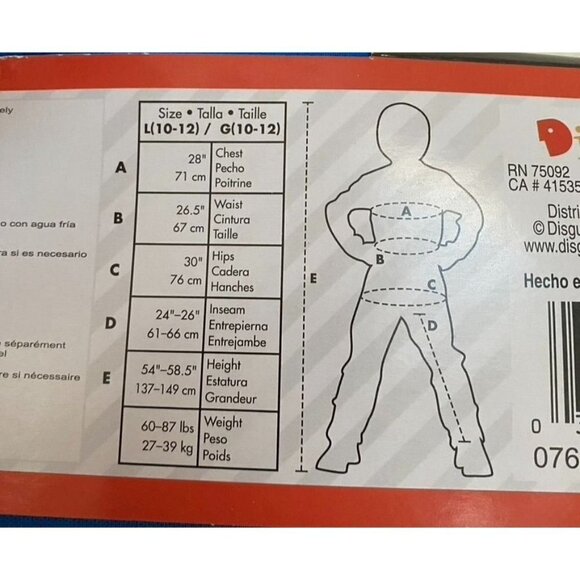 ely
o con agua fría
ra si es necesario
séparément
el
re si nécessaire
Size • Talla • Taille
L(10-12) / G(10-12)
A
28"
71 cm
Chest
Pecho
Poitrine
B
26.5"
67 cm
Waist
Cintura
Taille
C
30"
76 cm
Hips
Cadera
Hanches
D
24"–26"
61–66 cm
Inseam
Entrepierna
Entrejambe
E
54"–58.5"
137–149 cm
Height
Estatura
Grandeur
60–87 lbs
27–39 kg
Weight
Peso
Poids
E
A
B
C
D
RN 75092
CA # 41535
Distri
© Disgu
www.disg
Hecho e
0
076